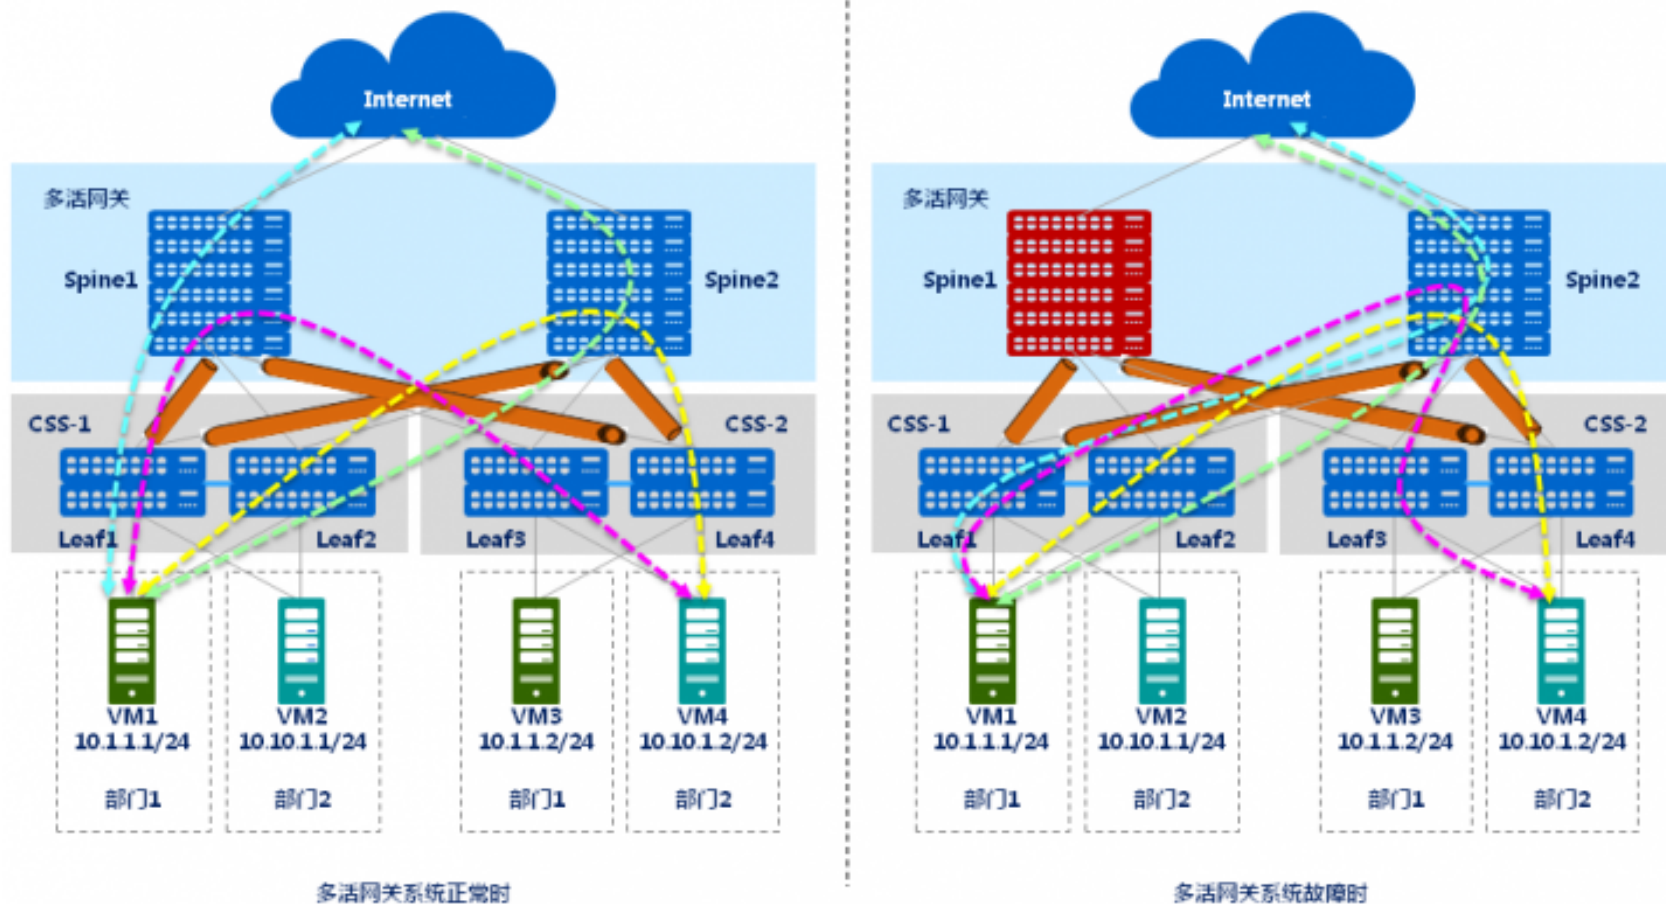 Internet
多活网关
Spine1
Spine2
CSS-1
CSS-2
Leaf1
Leaf2
Leaf3
Leaf4
VM1
10.1.1.1/24
部门1
VM2
10.10.1.1/24
部门2
VM3
10.1.1.2/24
部门1
VM4
10.10.1.2/24
部门2
多活网关系统正常时
Internet
多活网关
Spine1
Spine2
CSS-1
CSS-2
Leaf1
Leaf2
Leaf3
Leaf4
VM1
10.1.1.1/24
部门1
VM2
10.10.1.1/24
部门2
VM3
10.1.1.2/24
部门1
VM4
10.10.1.2/24
部门2
多活网关系统故障时